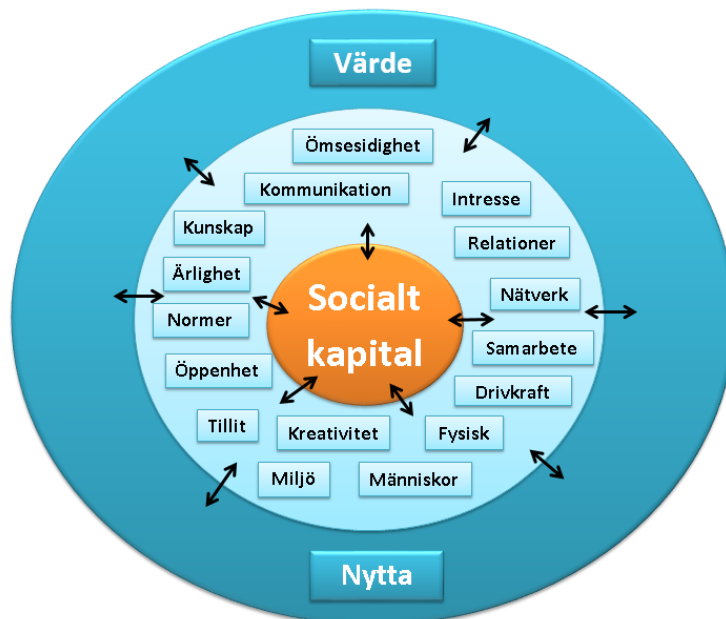 Värde
Ömsesidighet
Kommunikation
Intresse
Kunskap
Relationer
Ärlighet
Nätverk
Normer
Socialt
kapital
Samarbete
Öppenhet
Drivkraft
Tillit
Kreativitet
Fysisk
Miljö
Människor
Nytta